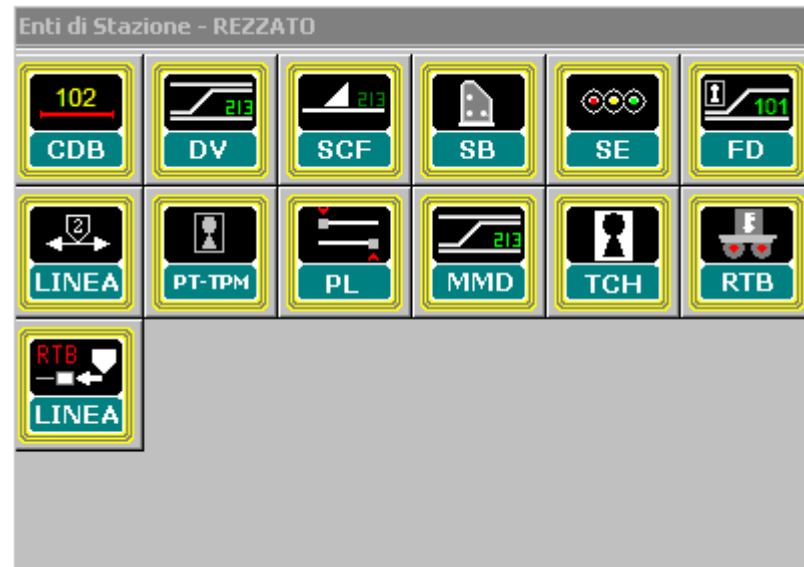 Enti di Stazione - REZZATO
102 213 213 101
CDB DV SCF SB SE FD
2 213
LINEA PT-TPM PL MMD TCH RTB
RTB
LINEA